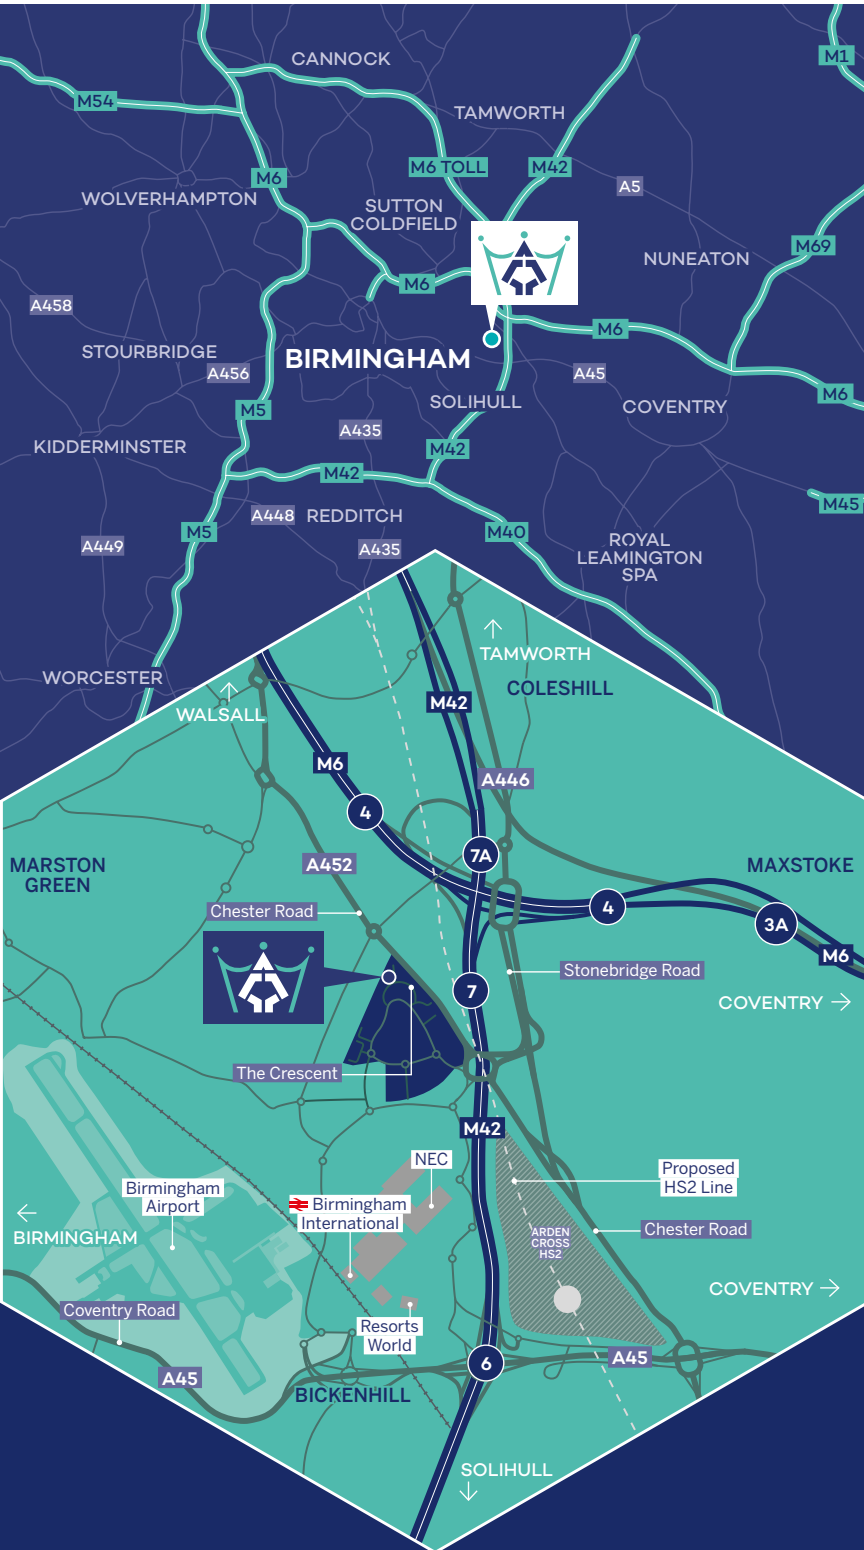 M1
CANNOCK
M54
TAMWORTH
M6 TOLL
M42
M6
A5
WOLVERHAMPTON
SUTTON
COLDFIELD
M69
NUNEATON
M6
A458
M6
STOURBRIDGE
BIRMINGHAM
A456
A45
M6
SOLIHULL
COVENTRY
M5
A435
KIDDERMINSTER
M42
M42
M45
A448
REDDITCH
M5
M40
A449
A435
ROYAL
LEAMINGTON
SPA
WORCESTER
TAMWORTH
COLESHILL
WALSALL
M42
M6
A446
4
7A
MARSTON
GREEN
A452
MAXSTOKE
Chester Road
4
3A
M6
Stonebridge Road
7
COVENTRY
The Crescent
M42
NEC
Proposed
HS2 Line
Birmingham
Airport
Birmingham
International
BIRMINGHAM
ARDEN
CROSS
HS2
Chester Road
COVENTRY
Coventry Road
Resorts
World
A45
6
A45
BICKENHILL
SOLIHULL